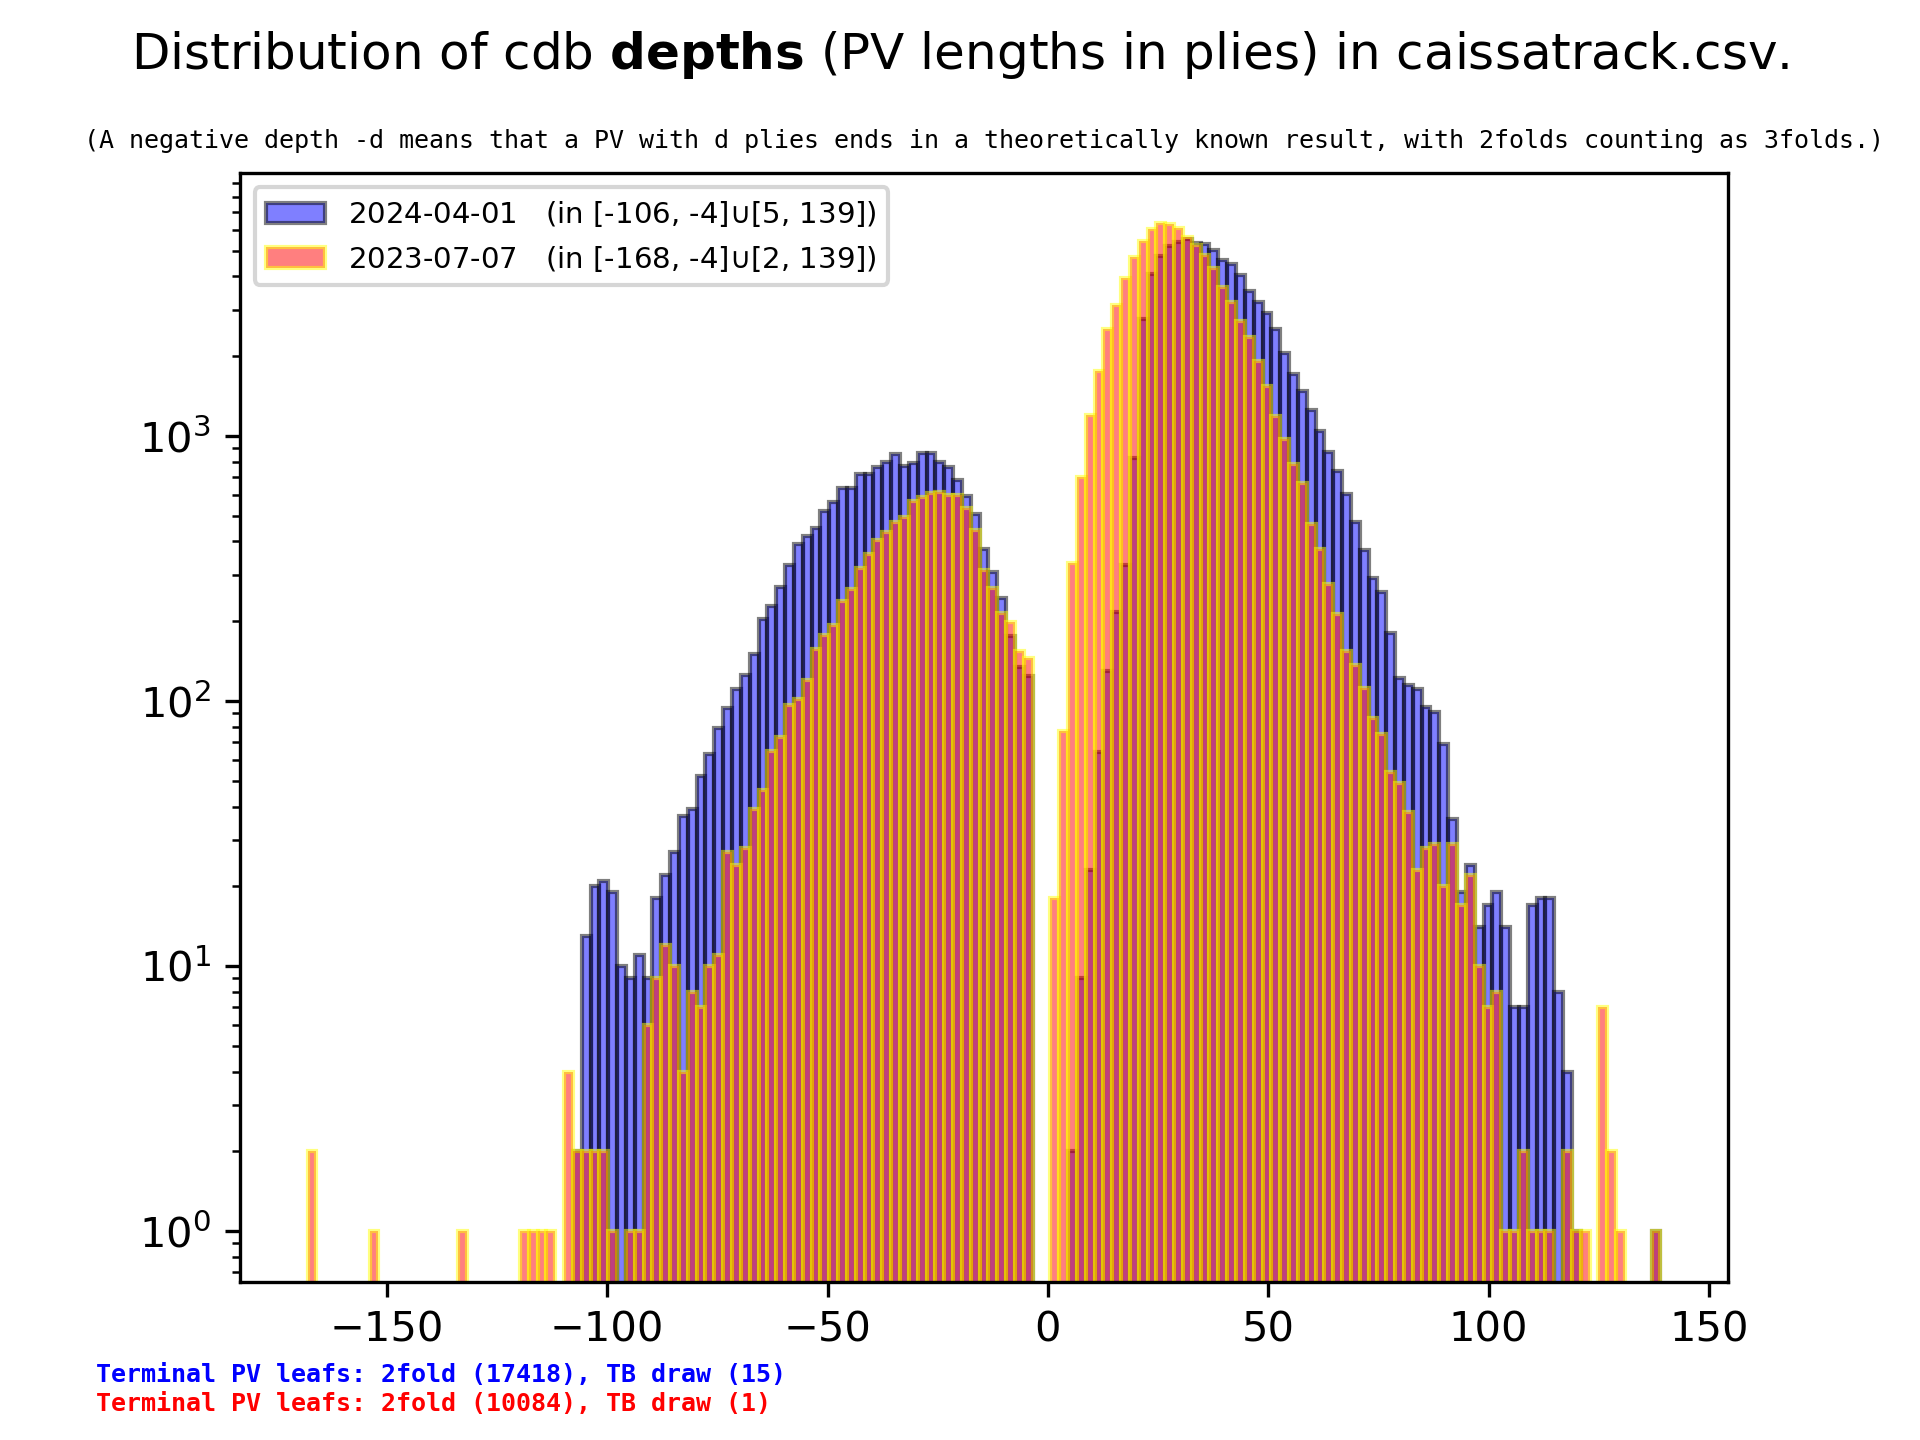 Distribution of cdb depths (PV lengths in plies) in caissatrack.csv.
(A negative depth -d means that a PV with d plies ends in a theoretically known result, with 2folds counting as 3folds.)
2024-04-01 (in [-106, -4]∪[5, 139])
2023-07-07 (in [-168, -4]∪[2, 139])
10³
10²
10¹
10⁰
−150 −100 −50 0 50 100 150
Terminal PV leafs: 2fold (17418), TB draw (15)
Terminal PV leafs: 2fold (10084), TB draw (1)